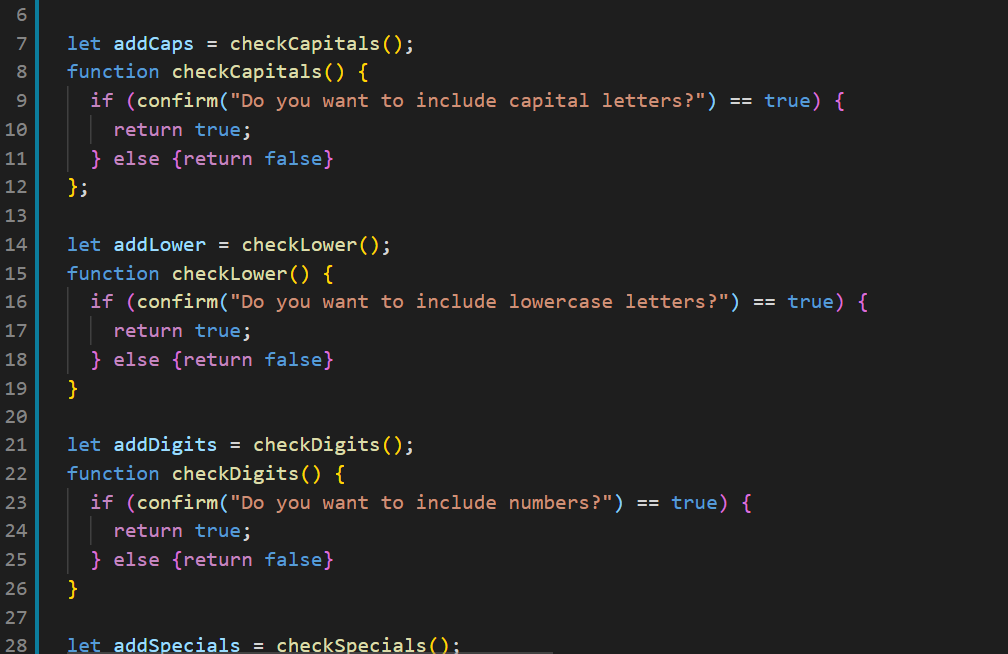 6
7 let addCaps = checkCapitals();
8 function checkCapitals() {
9 if (confirm("Do you want to include capital letters?") == true) {
10 return true;
11 } else {return false}
12 };
13
14 let addLower = checkLower();
15 function checkLower() {
16 if (confirm("Do you want to include lowercase letters?") == true) {
17 return true;
18 } else {return false}
19 }
20
21 let addDigits = checkDigits();
22 function checkDigits() {
23 if (confirm("Do you want to include numbers?") == true) {
24 return true;
25 } else {return false}
26 }
27
28 let addSpecials = checkSpecials();